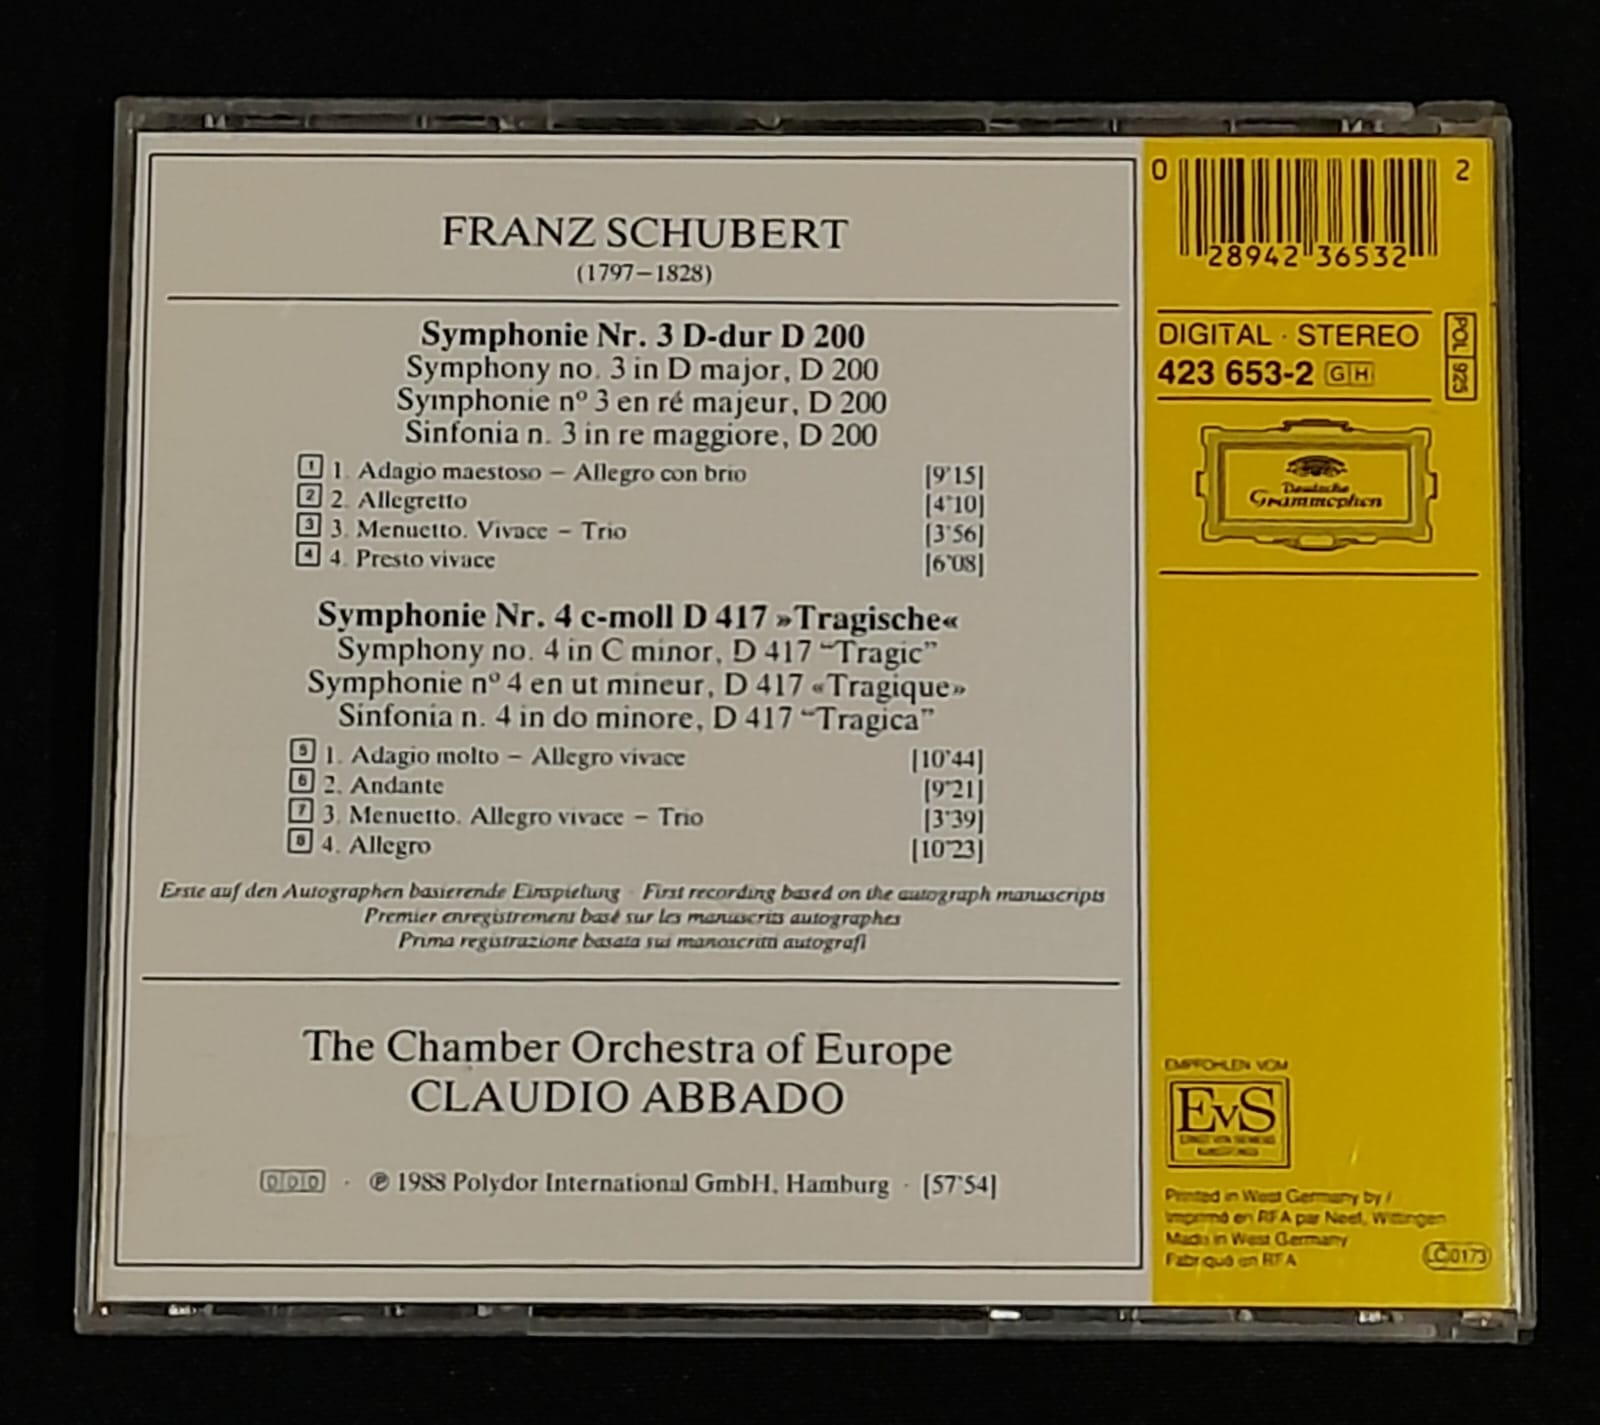 FRANZ SCHUBERT
(1797–1828)
Symphonie Nr. 3 D-dur D 200
Symphony no. 3 in D major, D 200
Symphonie nº 3 en ré majeur, D 200
Sinfonia n. 3 in re maggiore, D 200
1 1. Adagio maestoso – Allegro con brio [9'15]
2 2. Allegretto [4'10]
3 3. Menuetto. Vivace – Trio [3'56]
4 4. Presto vivace [6'08]
Symphonie Nr. 4 c-moll D 417 »Tragische«
Symphony no. 4 in C minor, D 417 “Tragic”
Symphonie nº 4 en ut mineur, D 417 «Tragique»
Sinfonia n. 4 in do minore, D 417 “Tragica”
5 1. Adagio molto – Allegro vivace [10'44]
6 2. Andante [9'21]
7 3. Menuetto. Allegro vivace – Trio [3'39]
8 4. Allegro [10'23]
Erste auf den Autographen basierende Einspielung · First recording based on the autograph manuscripts
Premier enregistrement basé sur les manuscrits autographes
Prima registrazione basata sui manoscritti autografi
The Chamber Orchestra of Europe
CLAUDIO ABBADO
DDD · ℗ 1988 Polydor International GmbH, Hamburg · [57'54]
0 28942 36532 2
DIGITAL · STEREO
423 653-2 GH
POL 925
Deutsche
Grammophon
EMPFOHLEN VOM
EvS
Printed in West Germany by /
Imprimé en RFA par Neef, Wittingen
Made in West Germany
Fabriqué en RFA
LC 0173